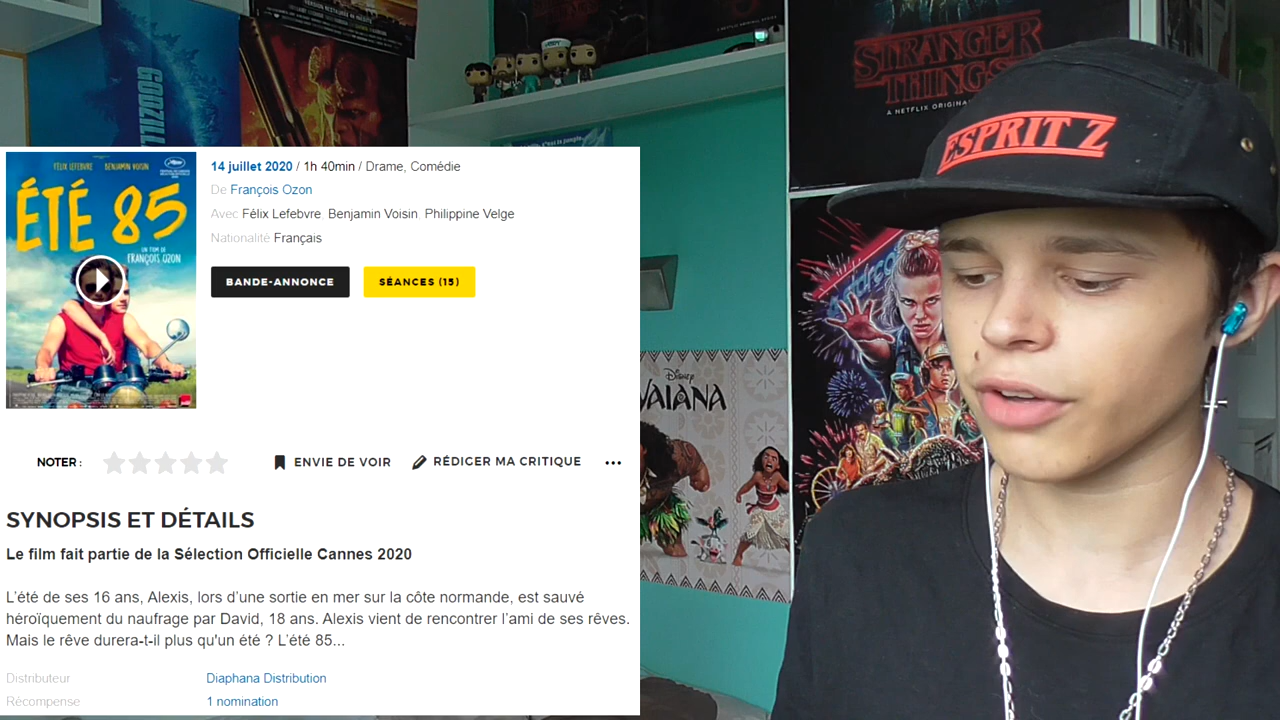 VERSION RESTAURÉE
GODZILL
STRANGER
THINGS
A NETFLIX ORIGINAL
ESPRIT Z
FÉLIX LEFEBVRE BENJAMIN VOISIN
ÉTÉ 85
UN FILM DE
FRANÇOIS OZON
14 juillet 2020 / 1h 40min / Drame, Comédie
De François Ozon
Avec Félix Lefebvre, Benjamin Voisin, Philippine Velge
Nationalité Français
BANDE-ANNONCE SÉANCES (15)
Disney
VAIANA
NOTER : ENVIE DE VOIR RÉDIGER MA CRITIQUE ...
SYNOPSIS ET DÉTAILS
Le film fait partie de la Sélection Officielle Cannes 2020
L'été de ses 16 ans, Alexis, lors d'une sortie en mer sur la côte normande, est sauvé
héroïquement du naufrage par David, 18 ans. Alexis vient de rencontrer l'ami de ses rêves.
Mais le rêve durera-t-il plus qu'un été ? L'été 85...
Distributeur Diaphana Distribution
Récompense 1 nomination